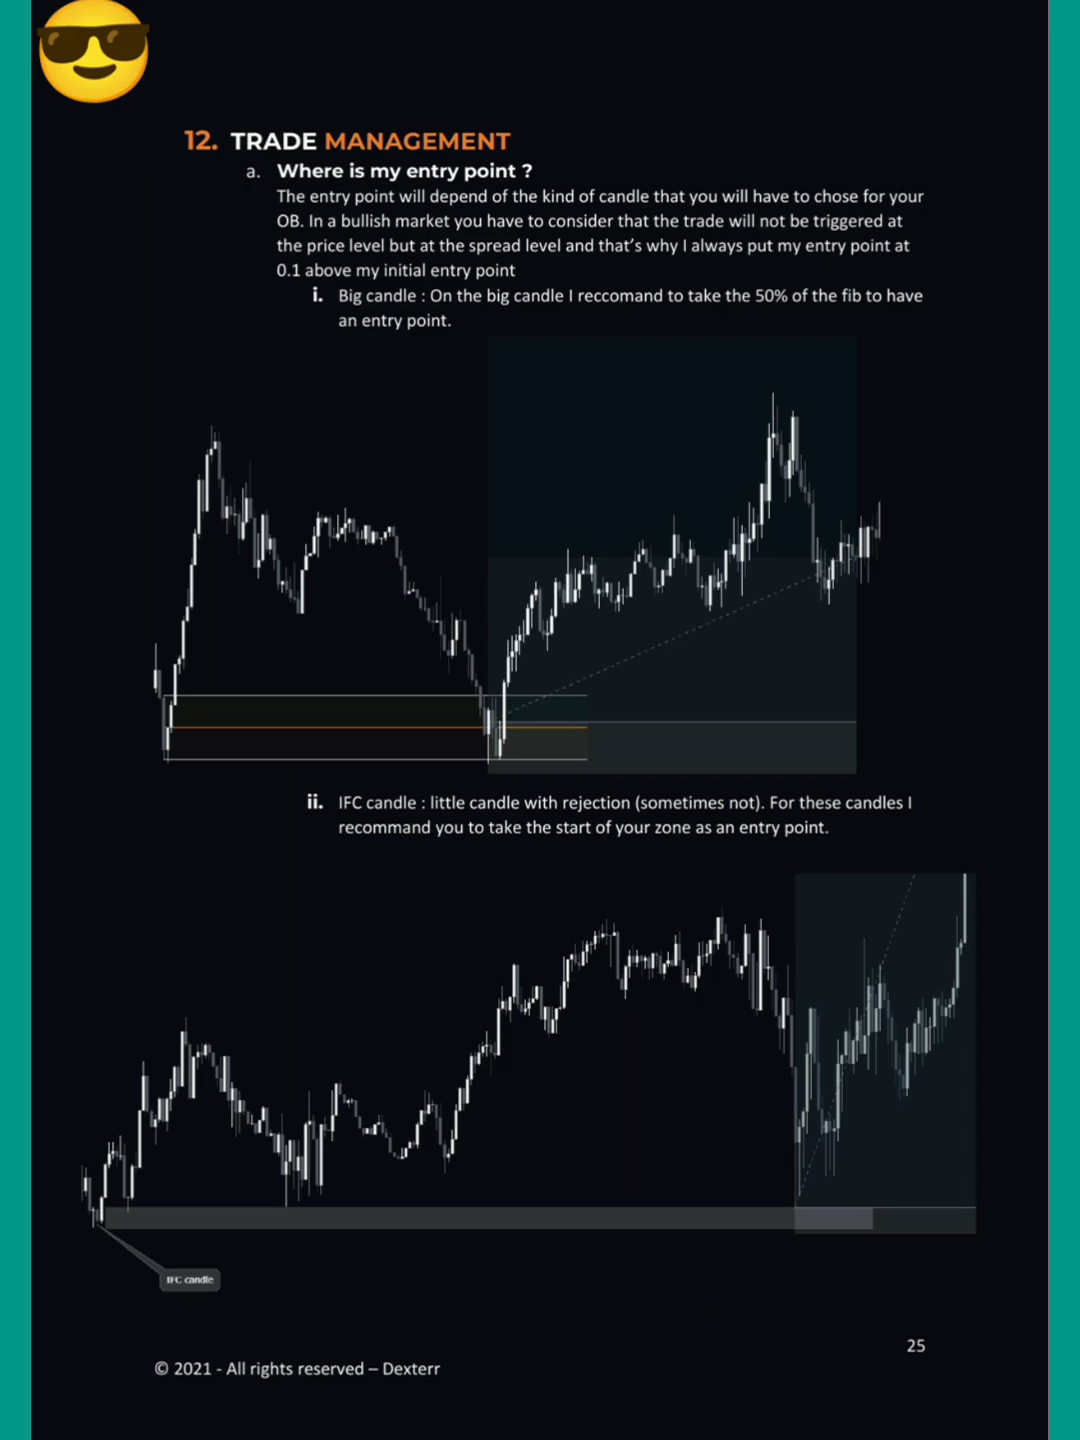 12. TRADE MANAGEMENT
a. Where is my entry point ?
The entry point will depend of the kind of candle that you will have to chose for your
OB. In a bullish market you have to consider that the trade will not be triggered at
the price level but at the spread level and that's why I always put my entry point at
0.1 above my initial entry point
i. Big candle : On the big candle I reccomand to take the 50% of the fib to have
an entry point.
ii. IFC candle : little candle with rejection (sometimes not). For these candles I
recommand you to take the start of your zone as an entry point.
IFC candle
25
© 2021 - All rights reserved – Dexterr